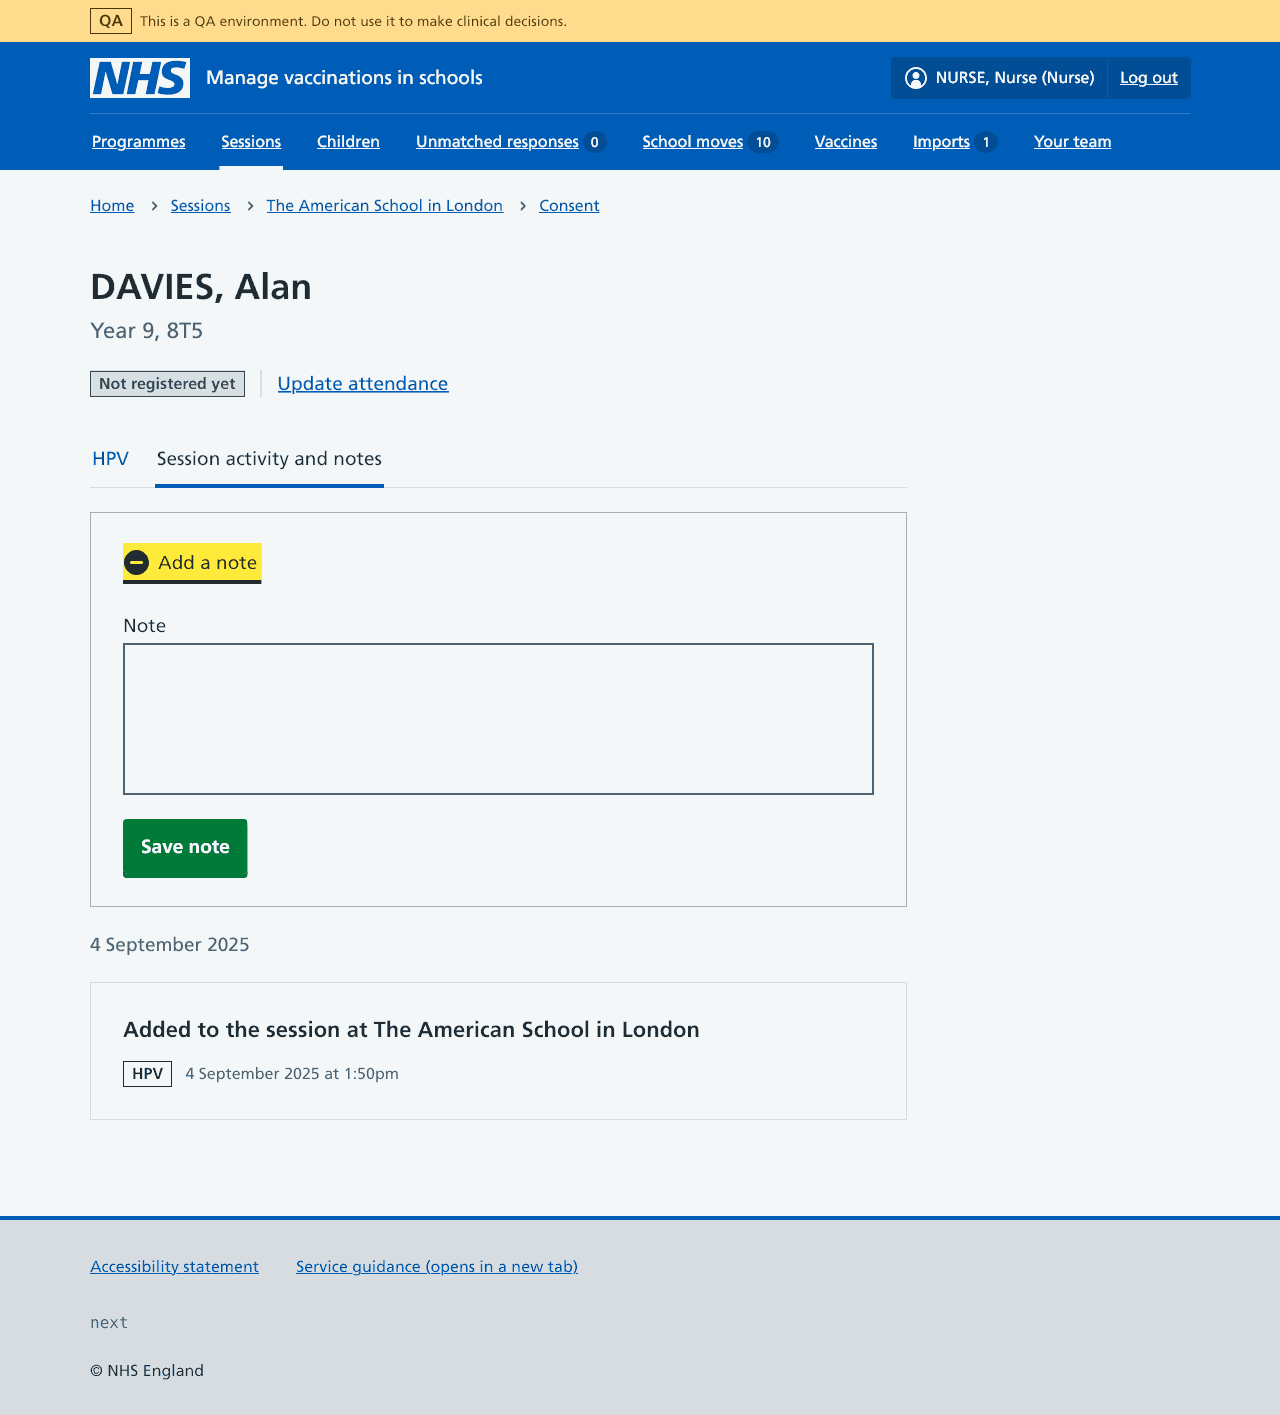 QA This is a QA environment. Do not use it to make clinical decisions.
NHS Manage vaccinations in schools NURSE, Nurse (Nurse) Log out
Programmes Sessions Children Unmatched responses 0 School moves 10 Vaccines Imports 1 Your team
Home Sessions The American School in London Consent
DAVIES, Alan
Year 9, 8T5
Not registered yet Update attendance
HPV Session activity and notes
Add a note
Note
Save note
4 September 2025
Added to the session at The American School in London
HPV 4 September 2025 at 1:50pm
Accessibility statement Service guidance (opens in a new tab)
next
© NHS England